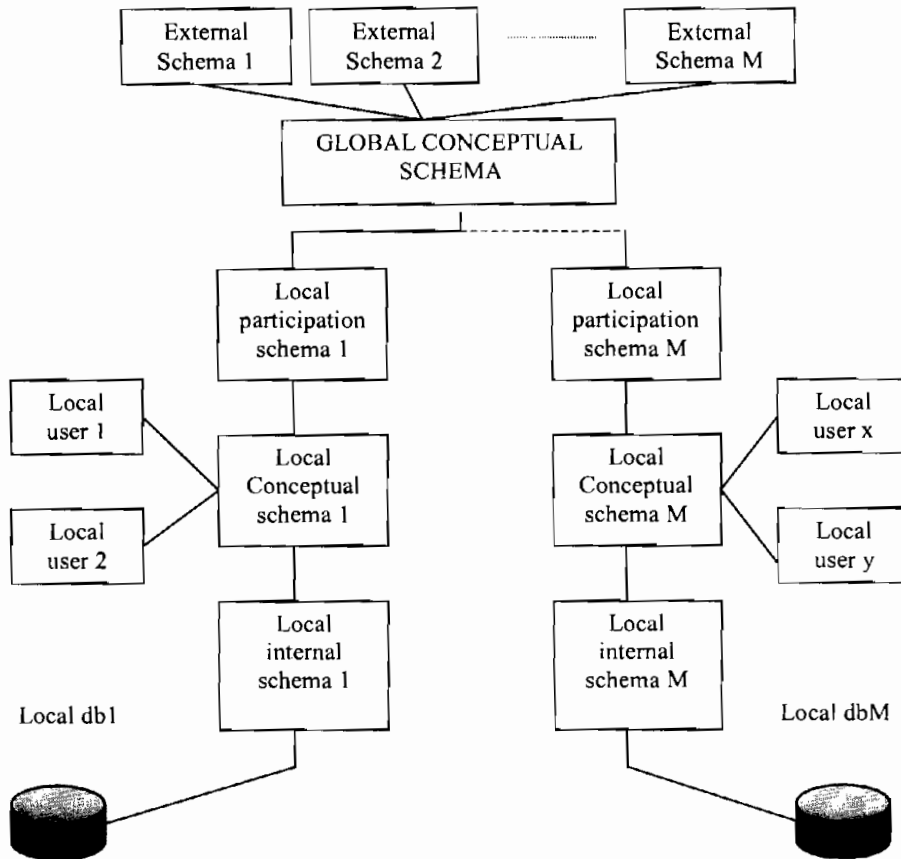 External
Schema 1
External
Schema 2
External
Schema M
GLOBAL CONCEPTUAL
SCHEMA
Local
participation
schema 1
Local
participation
schema M
Local
user 1
Local
Conceptual
schema 1
Local
Conceptual
schema M
Local
user x
Local
user 2
Local
user y
Local
internal
schema 1
Local
internal
schema M
Local db1
Local dbM